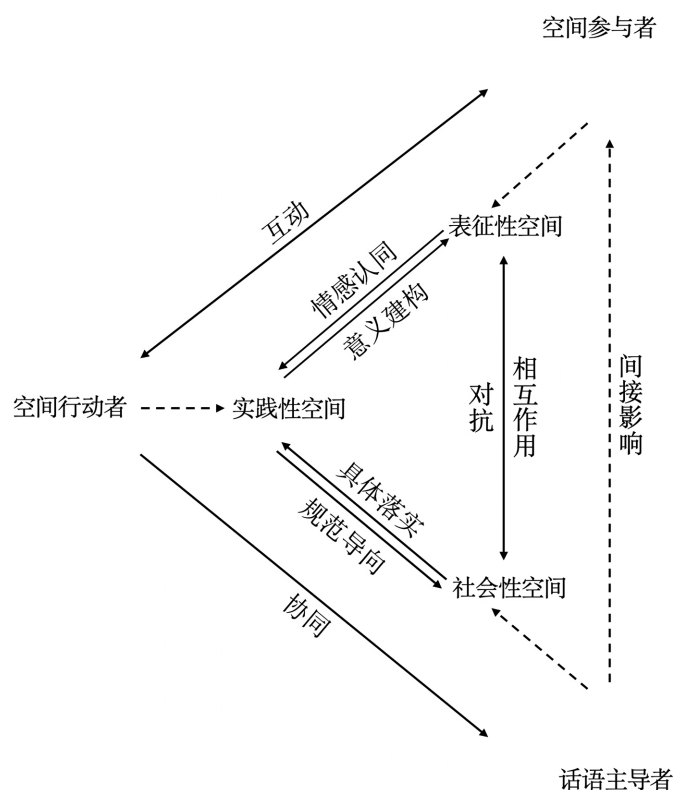 空间参与者
互动
表征性空间
情感认同
意义建构
空间行动者
实践性空间
对抗
相互作用
间接影响
具体落实
规范导向
社会性空间
协同
话语主导者